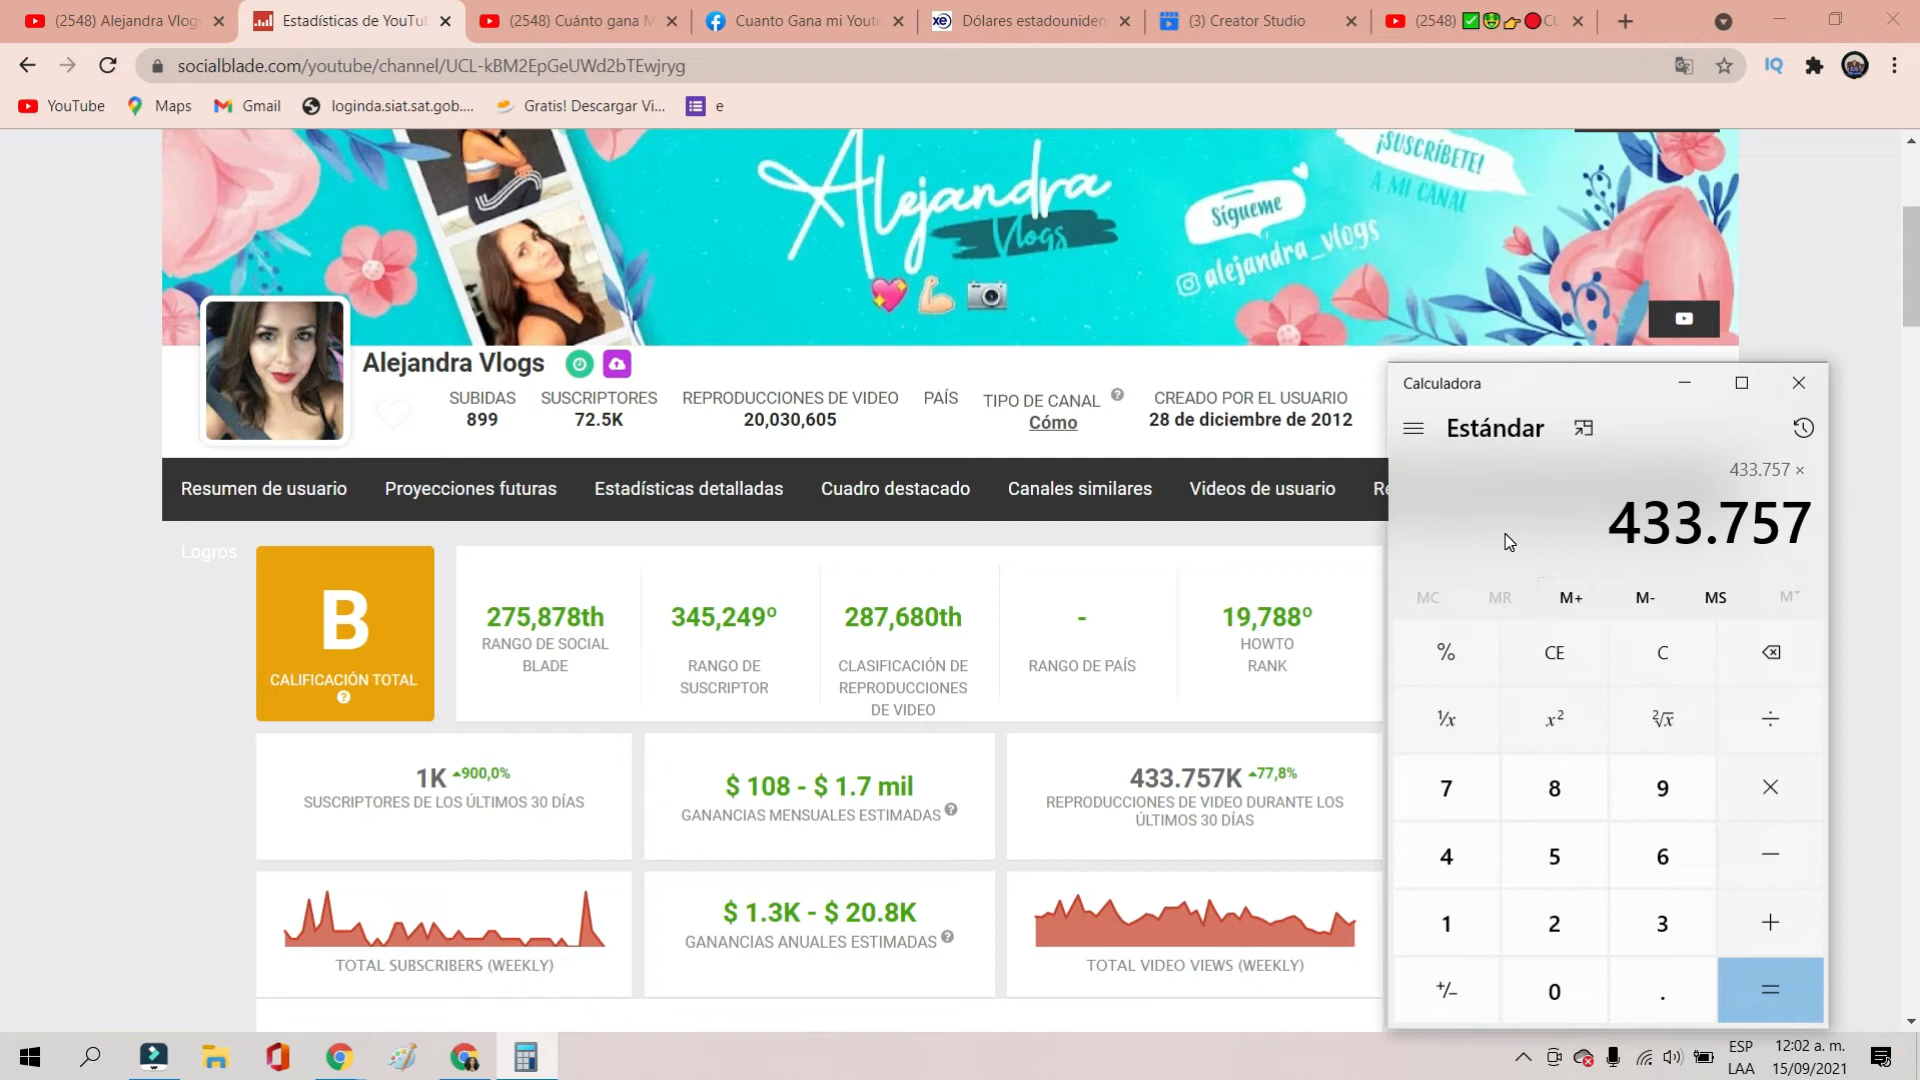 (2548) Alejandra Vlogs
Estadísticas de YouTub
(2548) Cuánto gana M
Cuanto Gana mi Youtu
Dólares estadouniden
(3) Creator Studio
(2548) ✅🤑👉🔴CU
socialblade.com/youtube/channel/UCL-kBM2EpGeUWd2bTEwjryg
IQ
YouTube
Maps
Gmail
loginda.siat.sat.gob....
Gratis! Descargar Vi...
e
Alejandra
Vlogs
¡SUSCRÍBETE!
A MI CANAL
Sígueme
@alejandra_vlogs
Alejandra Vlogs
SUBIDAS
899
SUSCRIPTORES
72.5K
REPRODUCCIONES DE VIDEO
20,030,605
PAÍS
TIPO DE CANAL
Cómo
CREADO POR EL USUARIO
28 de diciembre de 2012
Resumen de usuario
Proyecciones futuras
Estadísticas detalladas
Cuadro destacado
Canales similares
Videos de usuario
Re
Logros
B
CALIFICACIÓN TOTAL
275,878th
RANGO DE SOCIAL
BLADE
345,249º
RANGO DE
SUSCRIPTOR
287,680th
CLASIFICACIÓN DE
REPRODUCCIONES
DE VIDEO
-
RANGO DE PAÍS
19,788º
HOWTO
RANK
1K 900,0%
SUSCRIPTORES DE LOS ÚLTIMOS 30 DÍAS
$ 108 - $ 1.7 mil
GANANCIAS MENSUALES ESTIMADAS
433.757K 77,8%
REPRODUCCIONES DE VIDEO DURANTE LOS
ÚLTIMOS 30 DÍAS
TOTAL SUBSCRIBERS (WEEKLY)
$ 1.3K - $ 20.8K
GANANCIAS ANUALES ESTIMADAS
TOTAL VIDEO VIEWS (WEEKLY)
Calculadora
Estándar
433.757 ×
433.757
MC MR M+ M- MS M˅
% CE C
⅟x x² ²√x ÷
7 8 9 ×
4 5 6 −
1 2 3 +
+/− 0 . =
ESP
LAA
12:02 a. m.
15/09/2021